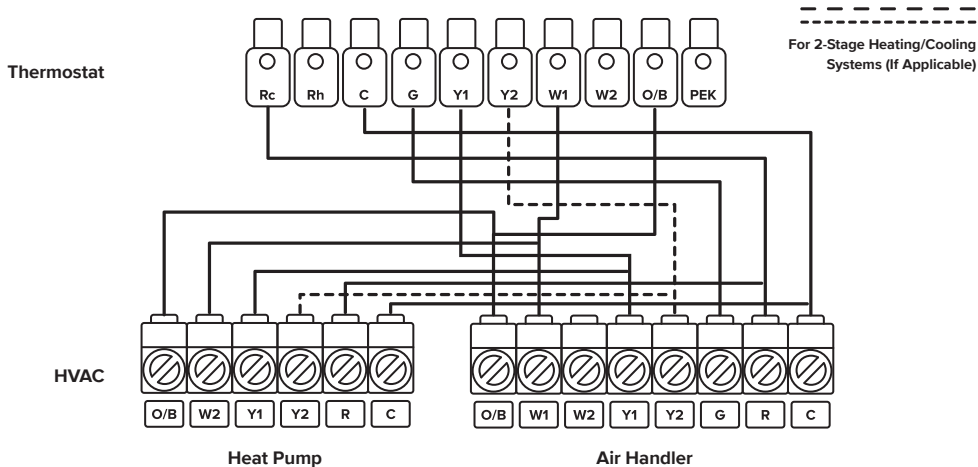 For 2-Stage Heating/Cooling
Systems (If Applicable)
Thermostat
Rc Rh C G Y1 Y2 W1 W2 O/B PEK
HVAC
O/B W2 Y1 Y2 R C O/B W1 W2 Y1 Y2 G R C
Heat Pump Air Handler